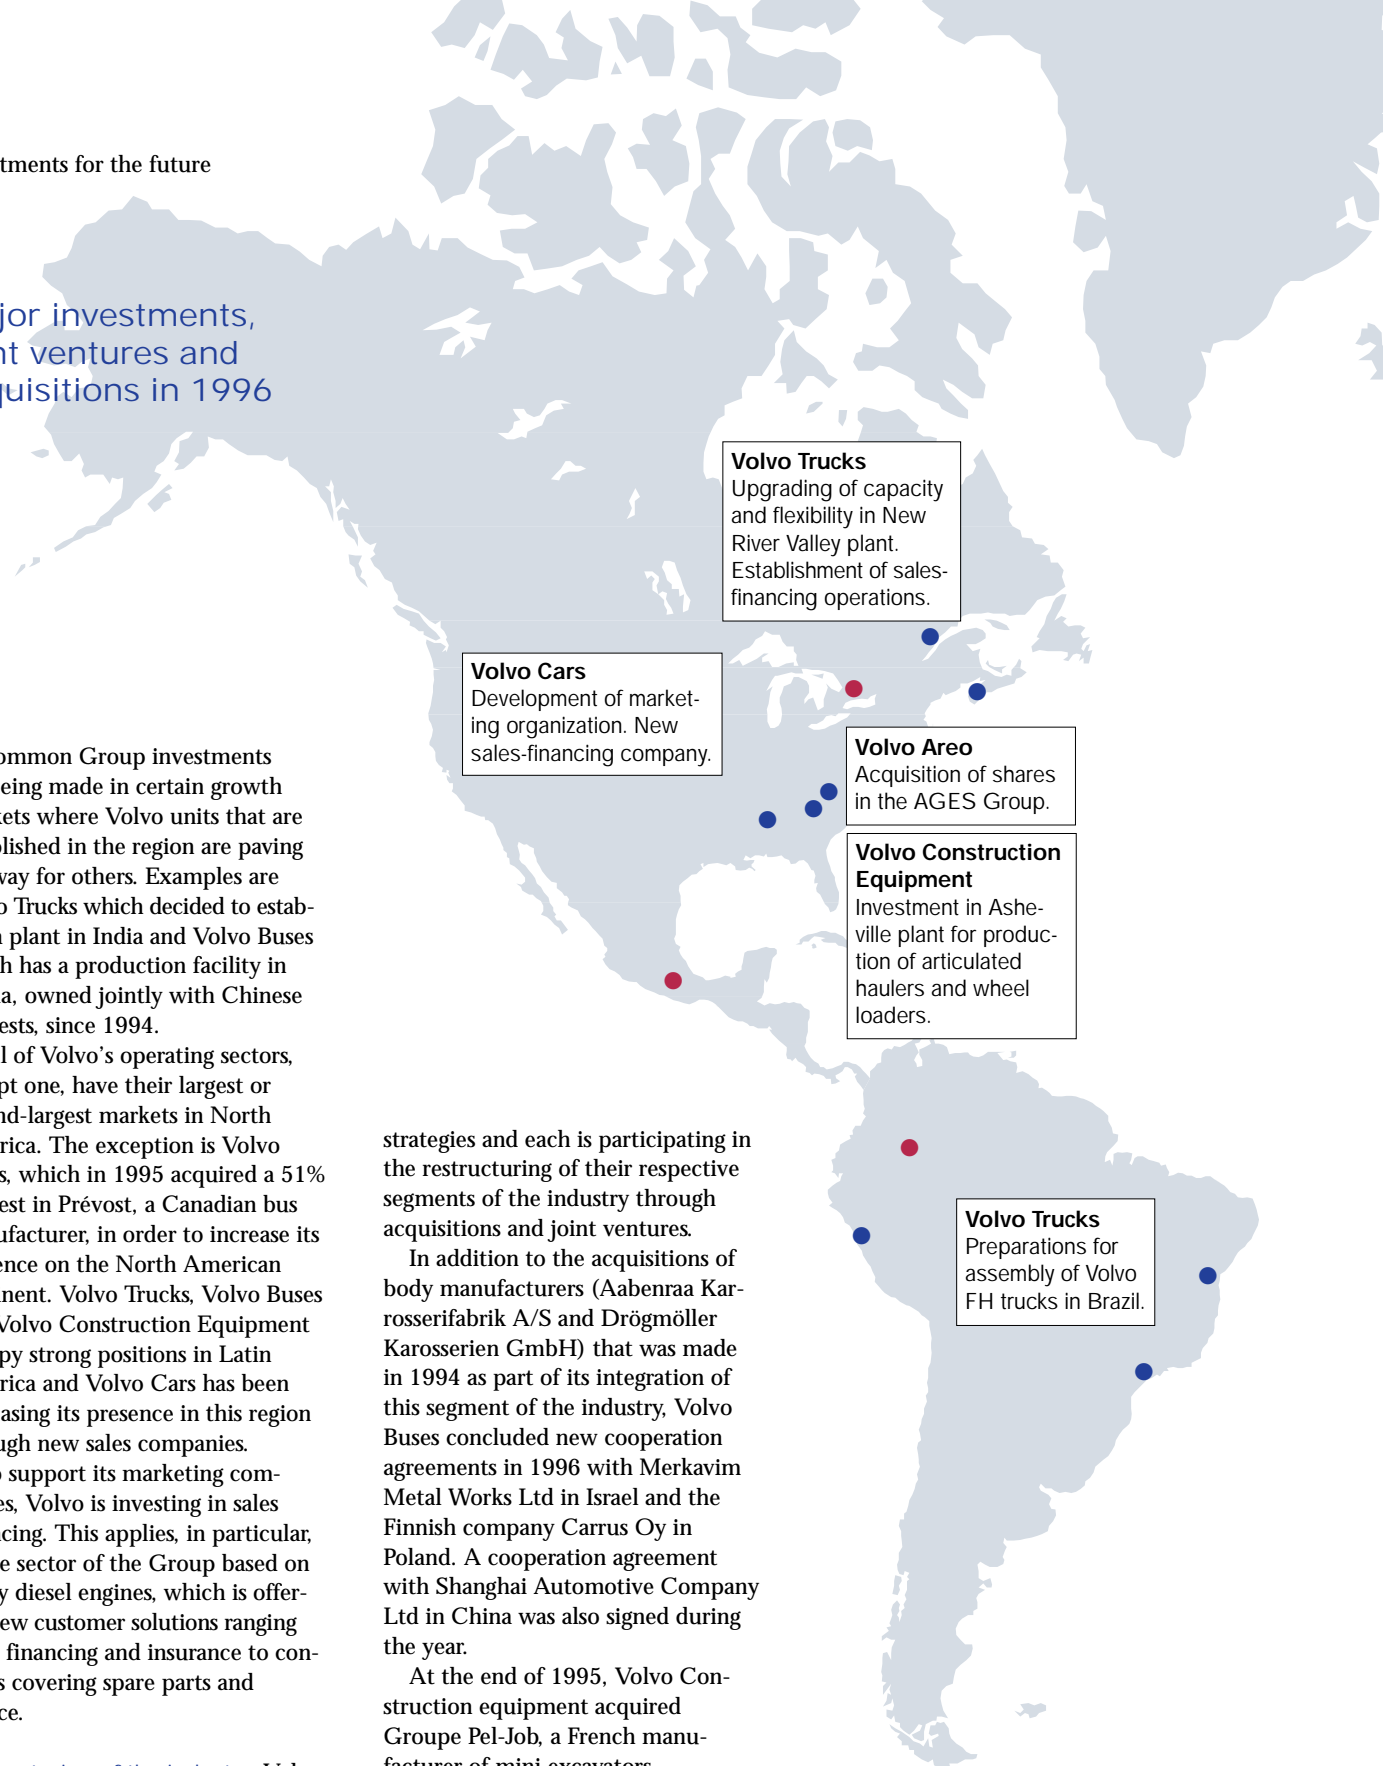 tments for the future
jor investments,
nt ventures and
quisitions in 1996
Volvo Trucks
Upgrading of capacity
and flexibility in New
River Valley plant.
Establishment of sales-
financing operations.
Volvo Cars
Development of market-
ing organization. New
sales-financing company.
Volvo Areo
Acquisition of shares
in the AGES Group.
Volvo Construction
Equipment
Investment in Ashe-
ville plant for produc-
tion of articulated
haulers and wheel
loaders.
Volvo Trucks
Preparations for
assembly of Volvo
FH trucks in Brazil.
ommon Group investments
eing made in certain growth
kets where Volvo units that are
blished in the region are paving
way for others. Examples are
o Trucks which decided to estab-
n plant in India and Volvo Buses
h has a production facility in
a, owned jointly with Chinese
ests, since 1994.
l of Volvo's operating sectors,
pt one, have their largest or
nd-largest markets in North
rica. The exception is Volvo
s, which in 1995 acquired a 51%
est in Prévost, a Canadian bus
ufacturer, in order to increase its
ence on the North American
inent. Volvo Trucks, Volvo Buses
Volvo Construction Equipment
py strong positions in Latin
rica and Volvo Cars has been
asing its presence in this region
ugh new sales companies.
o support its marketing com-
es, Volvo is investing in sales
cing. This applies, in particular,
e sector of the Group based on
y diesel engines, which is offer-
ew customer solutions ranging
financing and insurance to con-
s covering spare parts and
ce.
strategies and each is participating in
the restructuring of their respective
segments of the industry through
acquisitions and joint ventures.
In addition to the acquisitions of
body manufacturers (Aabenraa Kar-
rosserifabrik A/S and Drögmöller
Karosserien GmbH) that was made
in 1994 as part of its integration of
this segment of the industry, Volvo
Buses concluded new cooperation
agreements in 1996 with Merkavim
Metal Works Ltd in Israel and the
Finnish company Carrus Oy in
Poland. A cooperation agreement
with Shanghai Automotive Company
Ltd in China was also signed during
the year.
At the end of 1995, Volvo Con-
struction equipment acquired
Groupe Pel-Job, a French manu-
facturer of mini excavators